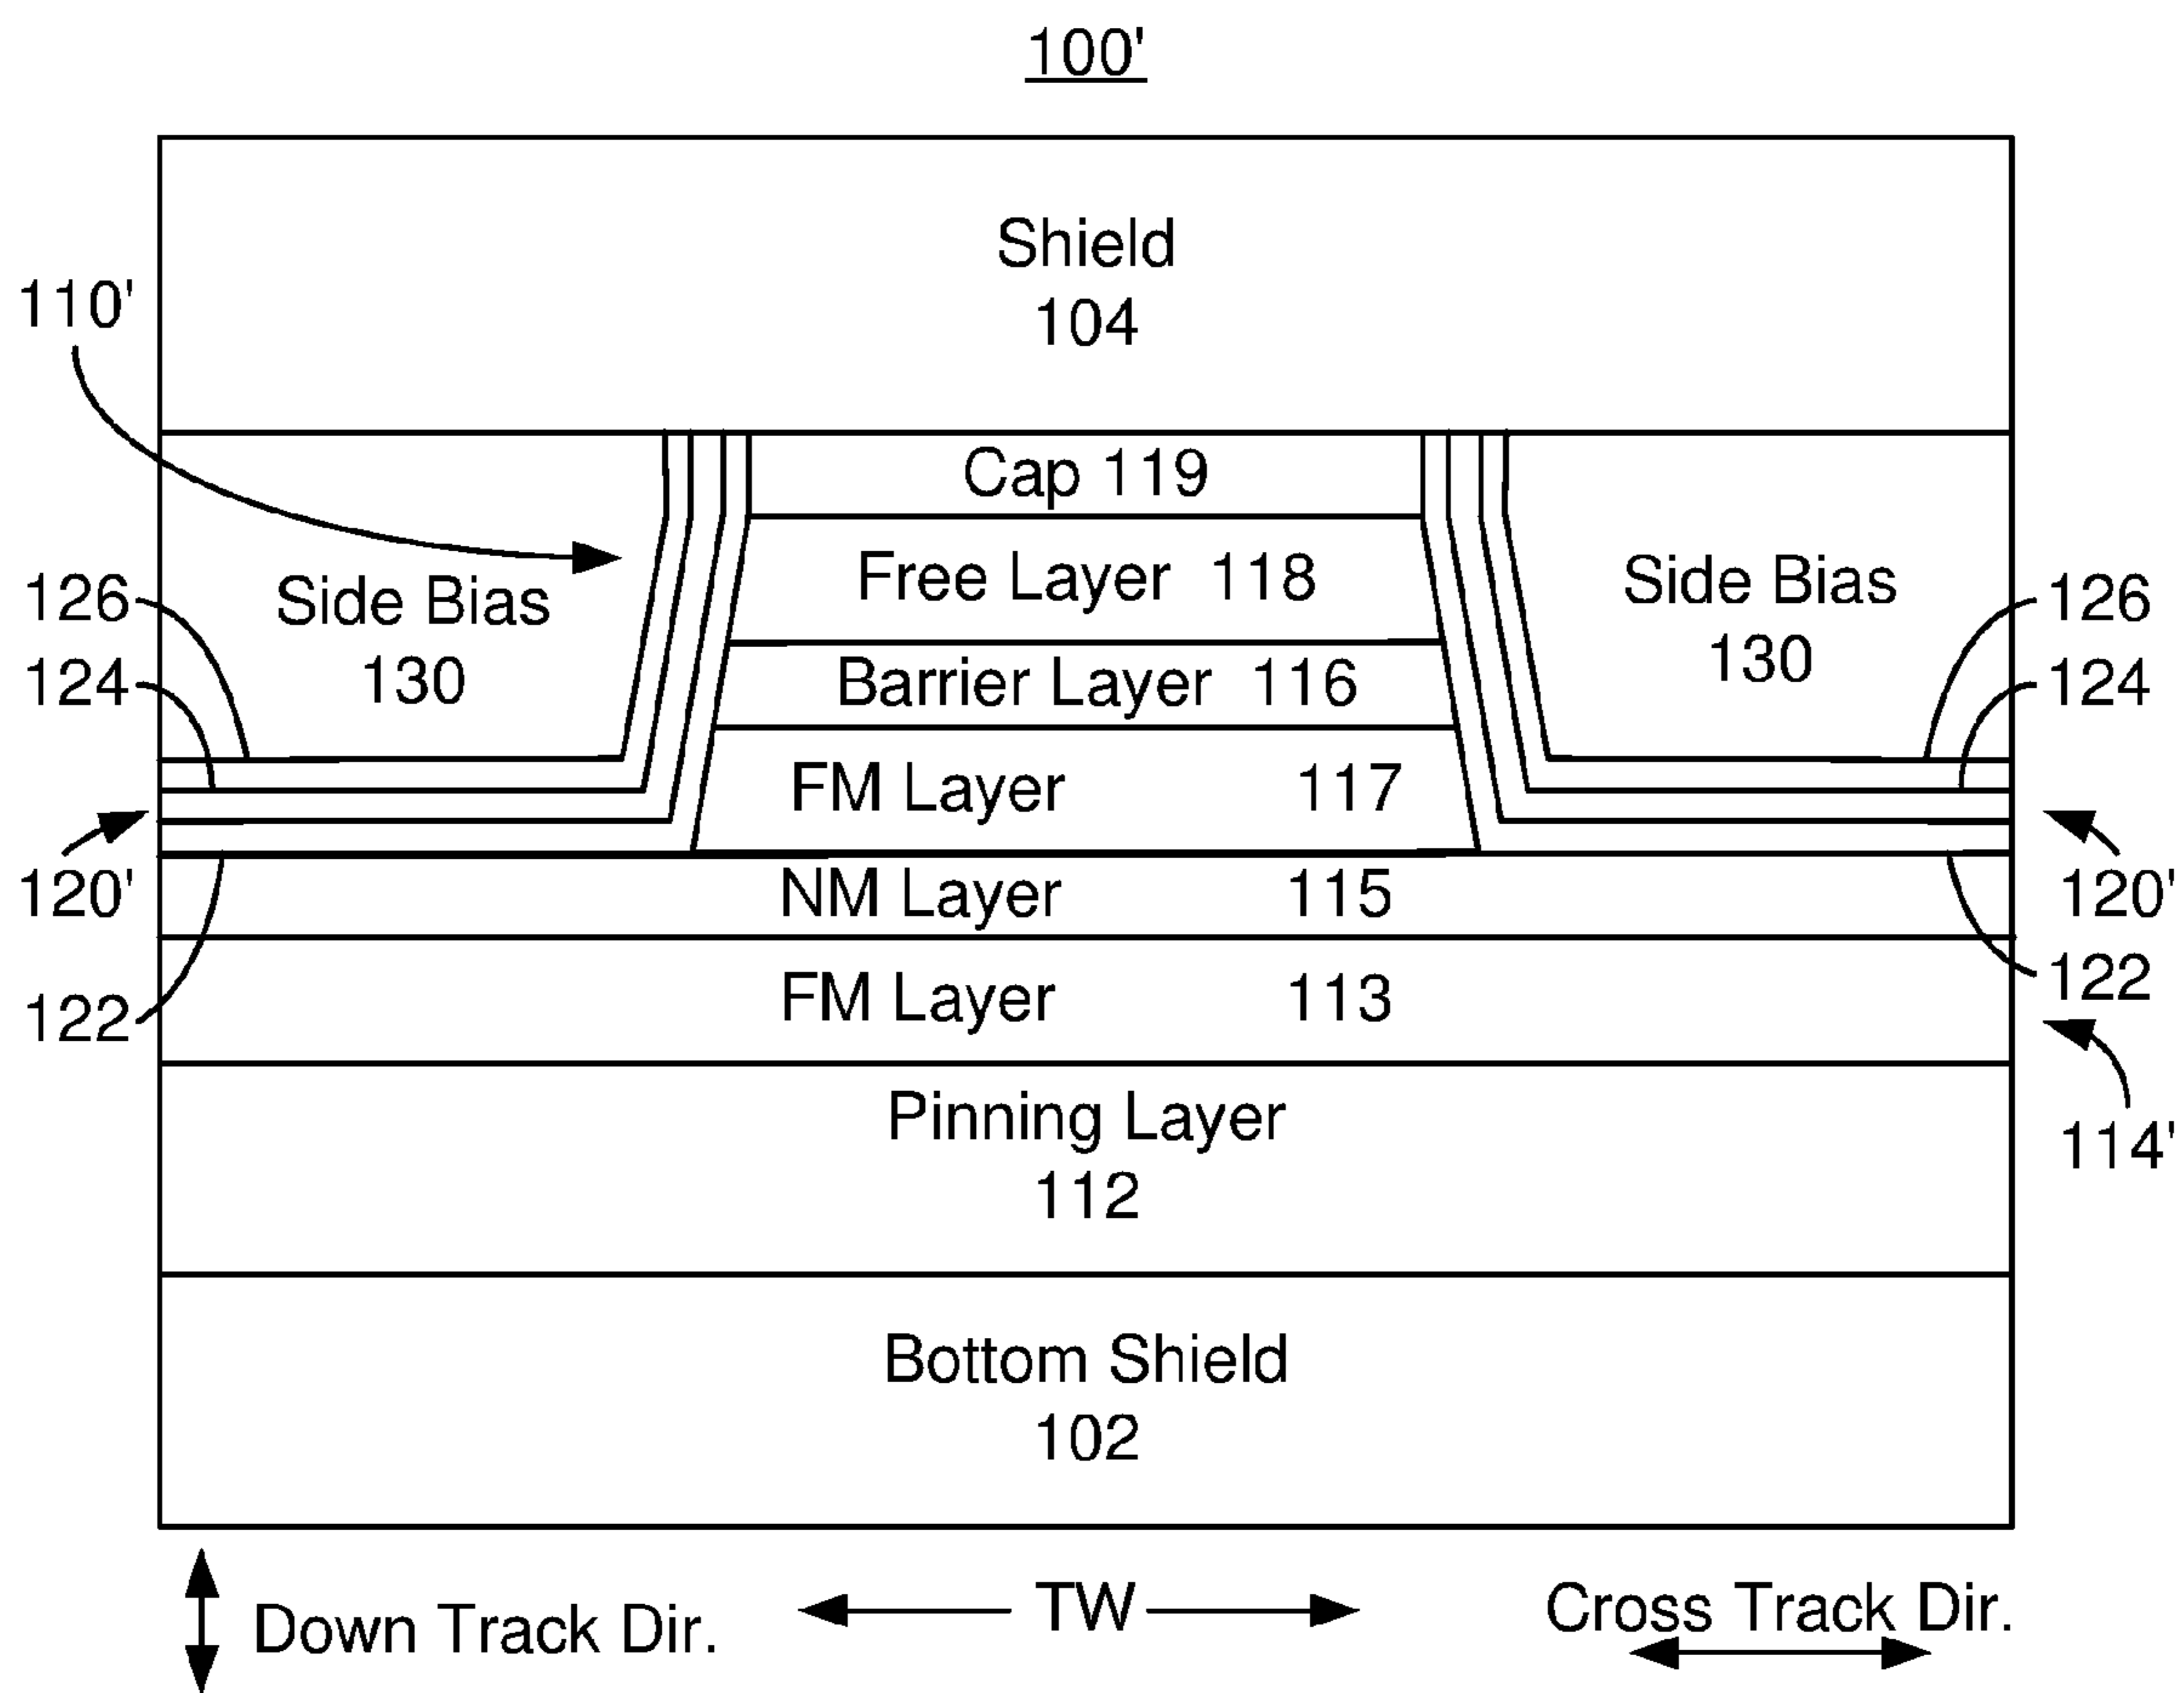 100'
Shield
104
110'
Cap 119
Free Layer 118
126
Side Bias
130
Side Bias
130
126
124
Barrier Layer 116
124
FM Layer 117
120'
NM Layer 115
120'
122
FM Layer 113
122
114'
Pinning Layer
112
Bottom Shield
102
Down Track Dir.
TW
Cross Track Dir.